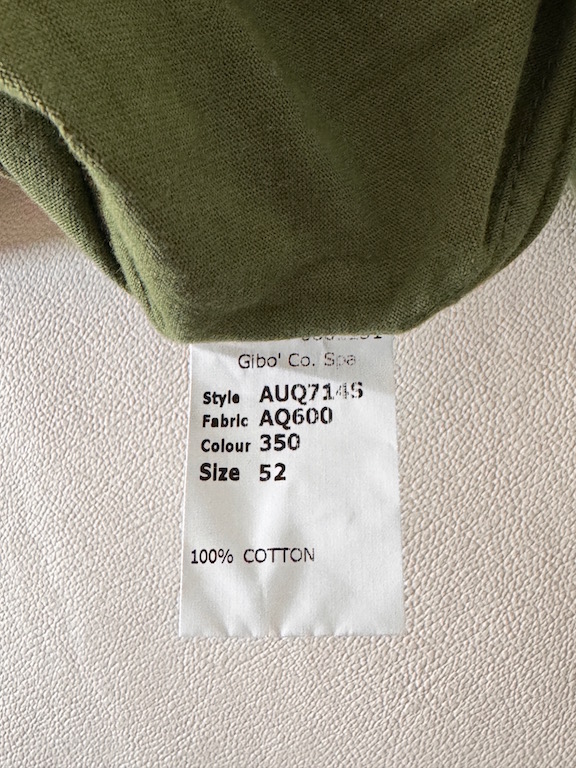 Gibo' Co. Spa
Style AUQ714S
Fabric AQ600
Colour 350
Size 52
100% COTTON